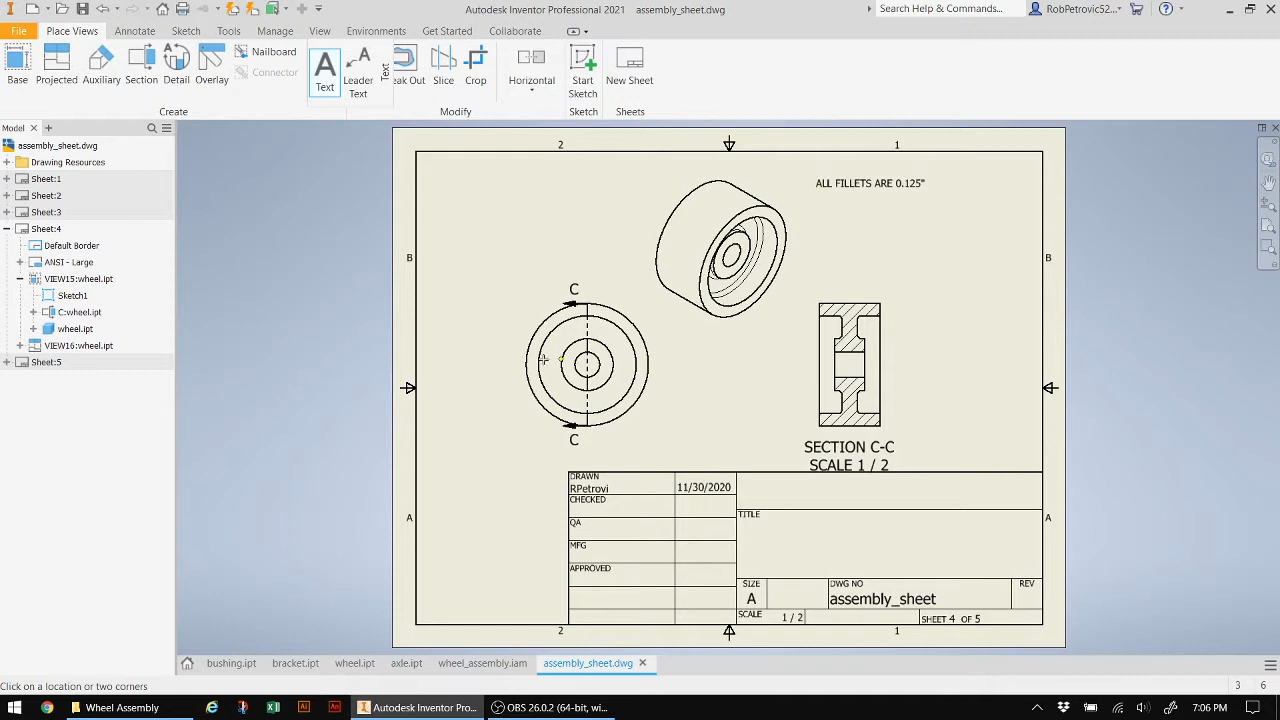 Autodesk Inventor Professional 2021 assembly_sheet.dwg
Search Help & Commands...
RobPetrovic52...
File Place Views Annotate Sketch Tools Manage View Environments Get Started Collaborate
Base
Projected
Auxiliary
Section
Detail
Overlay
Nailboard
Connector
Text
Leader
Text
Text
eak Out
Slice
Crop
Horizontal
Start
Sketch
New Sheet
Create
Modify
Sketch
Sheets
Model
assembly_sheet.dwg
Drawing Resources
Sheet:1
Sheet:2
Sheet:3
Sheet:4
Default Border
ANSI - Large
VIEW15:wheel.ipt
Sketch1
C:wheel.ipt
wheel.ipt
VIEW16:wheel.ipt
Sheet:5
2 1
ALL FILLETS ARE 0.125"
B B
C
C
SECTION C-C
SCALE 1 / 2
A A
DRAWN
RPetrovi 11/30/2020
CHECKED
QA
MFG
APPROVED
TITLE
SIZE
A
DWG NO
assembly_sheet
REV
SCALE 1 / 2
SHEET 4 OF 5
2 1
bushing.ipt bracket.ipt wheel.ipt axle.ipt wheel_assembly.iam assembly_sheet.dwg
Click on a location or two corners
3 6
Wheel Assembly
Autodesk Inventor Pro...
OBS 26.0.2 (64-bit, wi...
7:06 PM